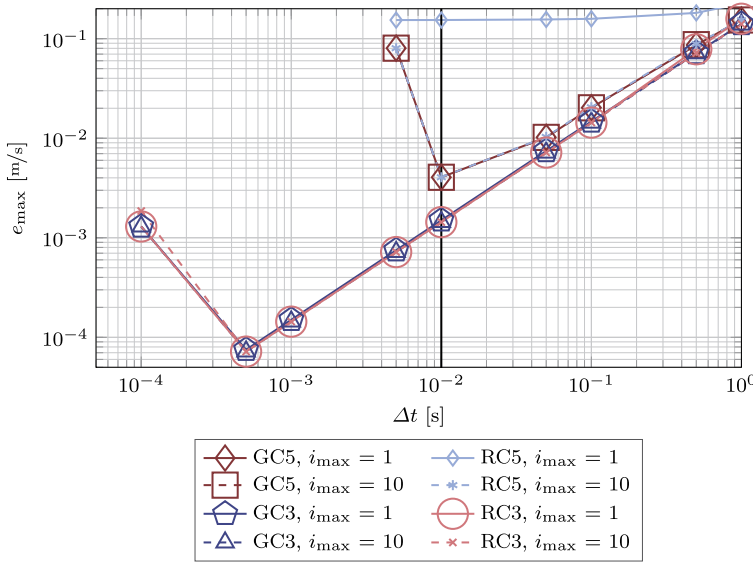 10⁻¹
10⁻²
10⁻³
10⁻⁴
e_max [m/s]
10⁻⁴ 10⁻³ 10⁻² 10⁻¹ 10⁰
Δt [s]
GC5, i_max = 1 RC5, i_max = 1
GC5, i_max = 10 RC5, i_max = 10
GC3, i_max = 1 RC3, i_max = 1
GC3, i_max = 10 RC3, i_max = 10